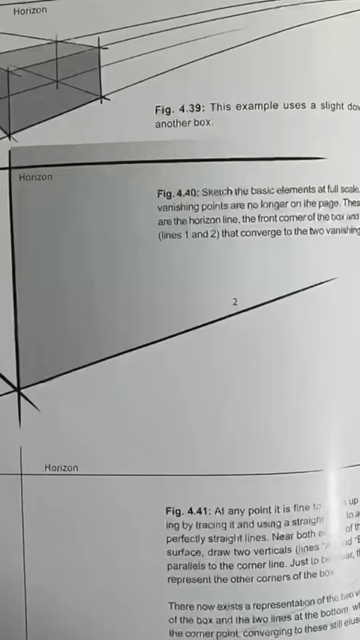 Horizon
Fig. 4.39: This example uses a slight dow
another box.
Horizon
Fig. 4.40: Sketch the basic elements at full scale.
vanishing points are no longer on the page. Thes
are the horizon line, the front corner of the box and
(lines 1 and 2) that converge to the two vanishing
2
Horizon
Fig. 4.41: At any point it is fine to up
ing by tracing it and using a straight to a
perfectly straight lines. Near both of th
surface, draw two verticals (lines
parallels to the corner line. Just to
represent the other corners of the box
There now exists a representation of the two v
of the box and the two lines at the bottom
the corner point, converging to these still elus